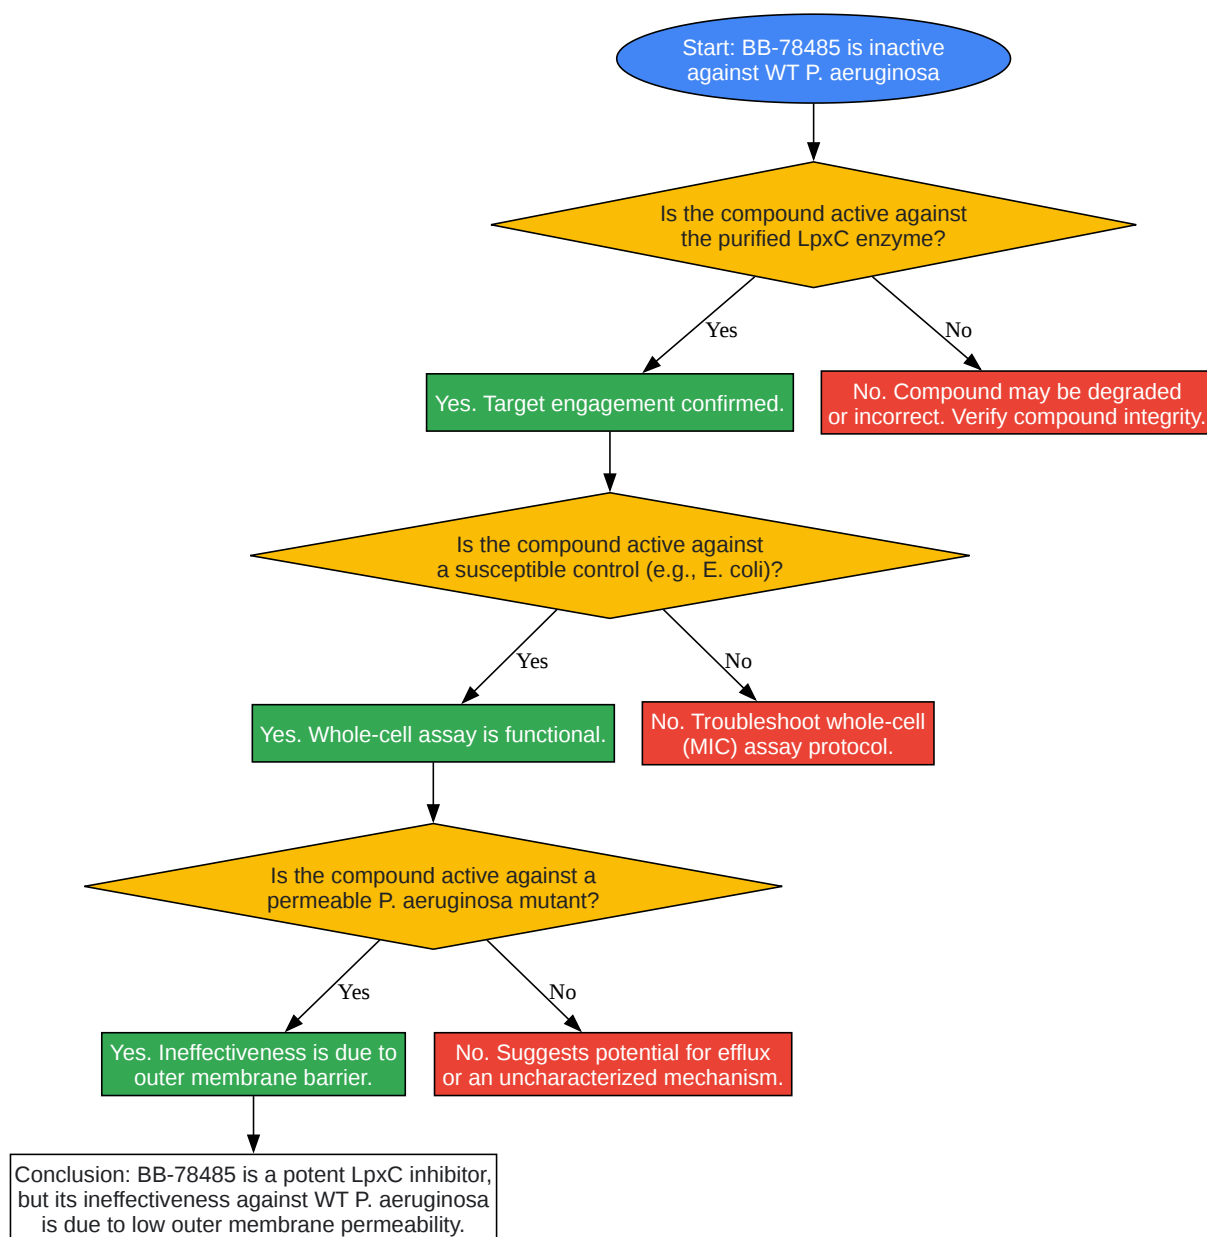 Start: BB-78485 is inactive
against WT P. aeruginosa
Is the compound active against
the purified LpxC enzyme?
Yes
No
Yes. Target engagement confirmed.
No. Compound may be degraded
or incorrect. Verify compound integrity.
Is the compound active against
a susceptible control (e.g., E. coli)?
Yes
No
Yes. Whole-cell assay is functional.
No. Troubleshoot whole-cell
(MIC) assay protocol.
Is the compound active against a
permeable P. aeruginosa mutant?
Yes
No
Yes. Ineffectiveness is due to
outer membrane barrier.
No. Suggests potential for efflux
or an uncharacterized mechanism.
Conclusion: BB-78485 is a potent LpxC inhibitor,
but its ineffectiveness against WT P. aeruginosa
is due to low outer membrane permeability.